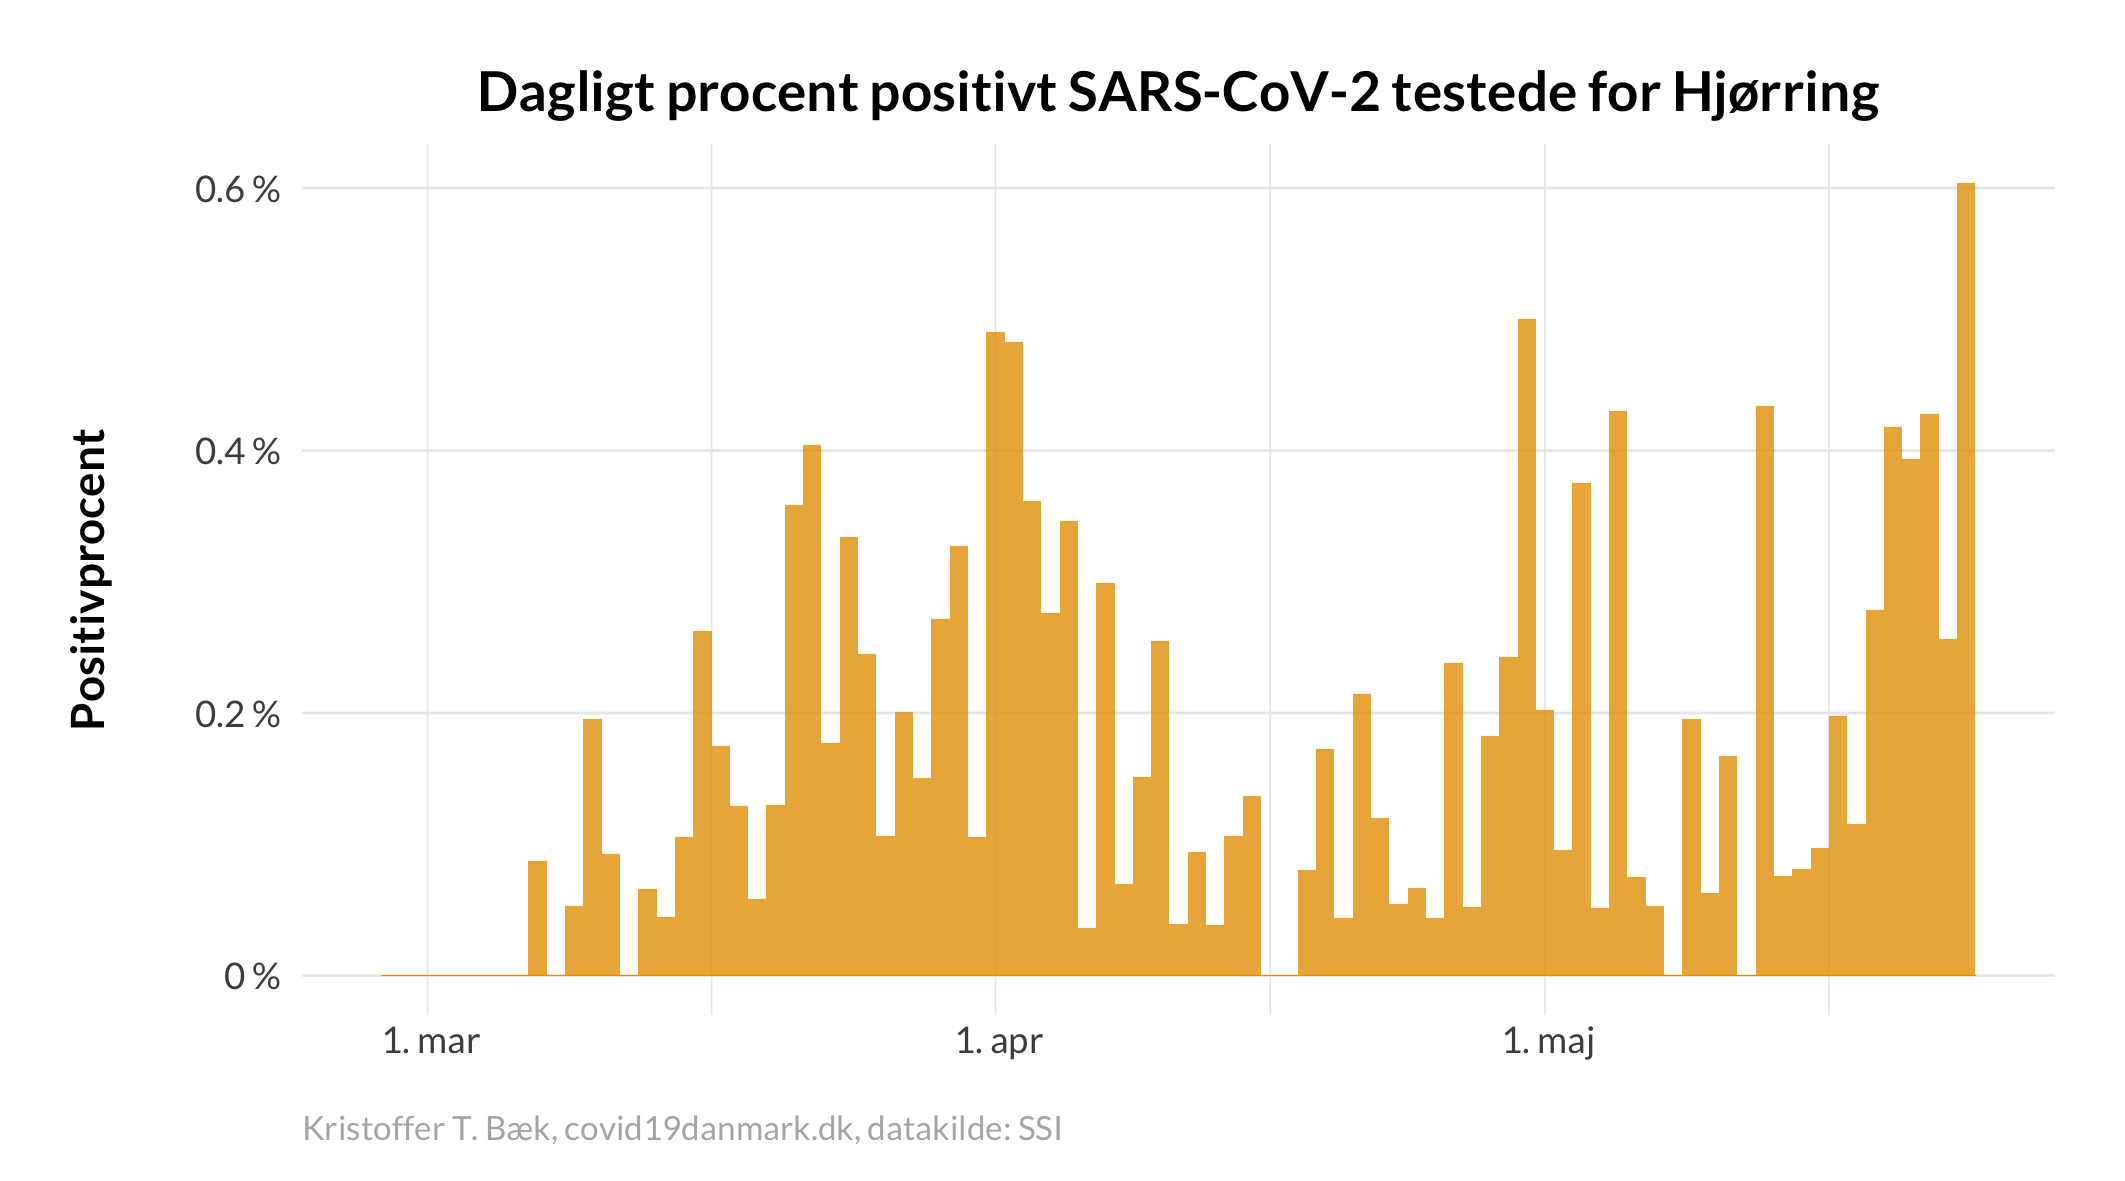 Dagligt procent positivt SARS-CoV-2 testede for Hjørring
Positivprocent
0.6 %
0.4 %
0.2 %
0 %
1. mar
1. apr
1. maj
Kristoffer T. Bæk, covid19danmark.dk, datakilde: SSI